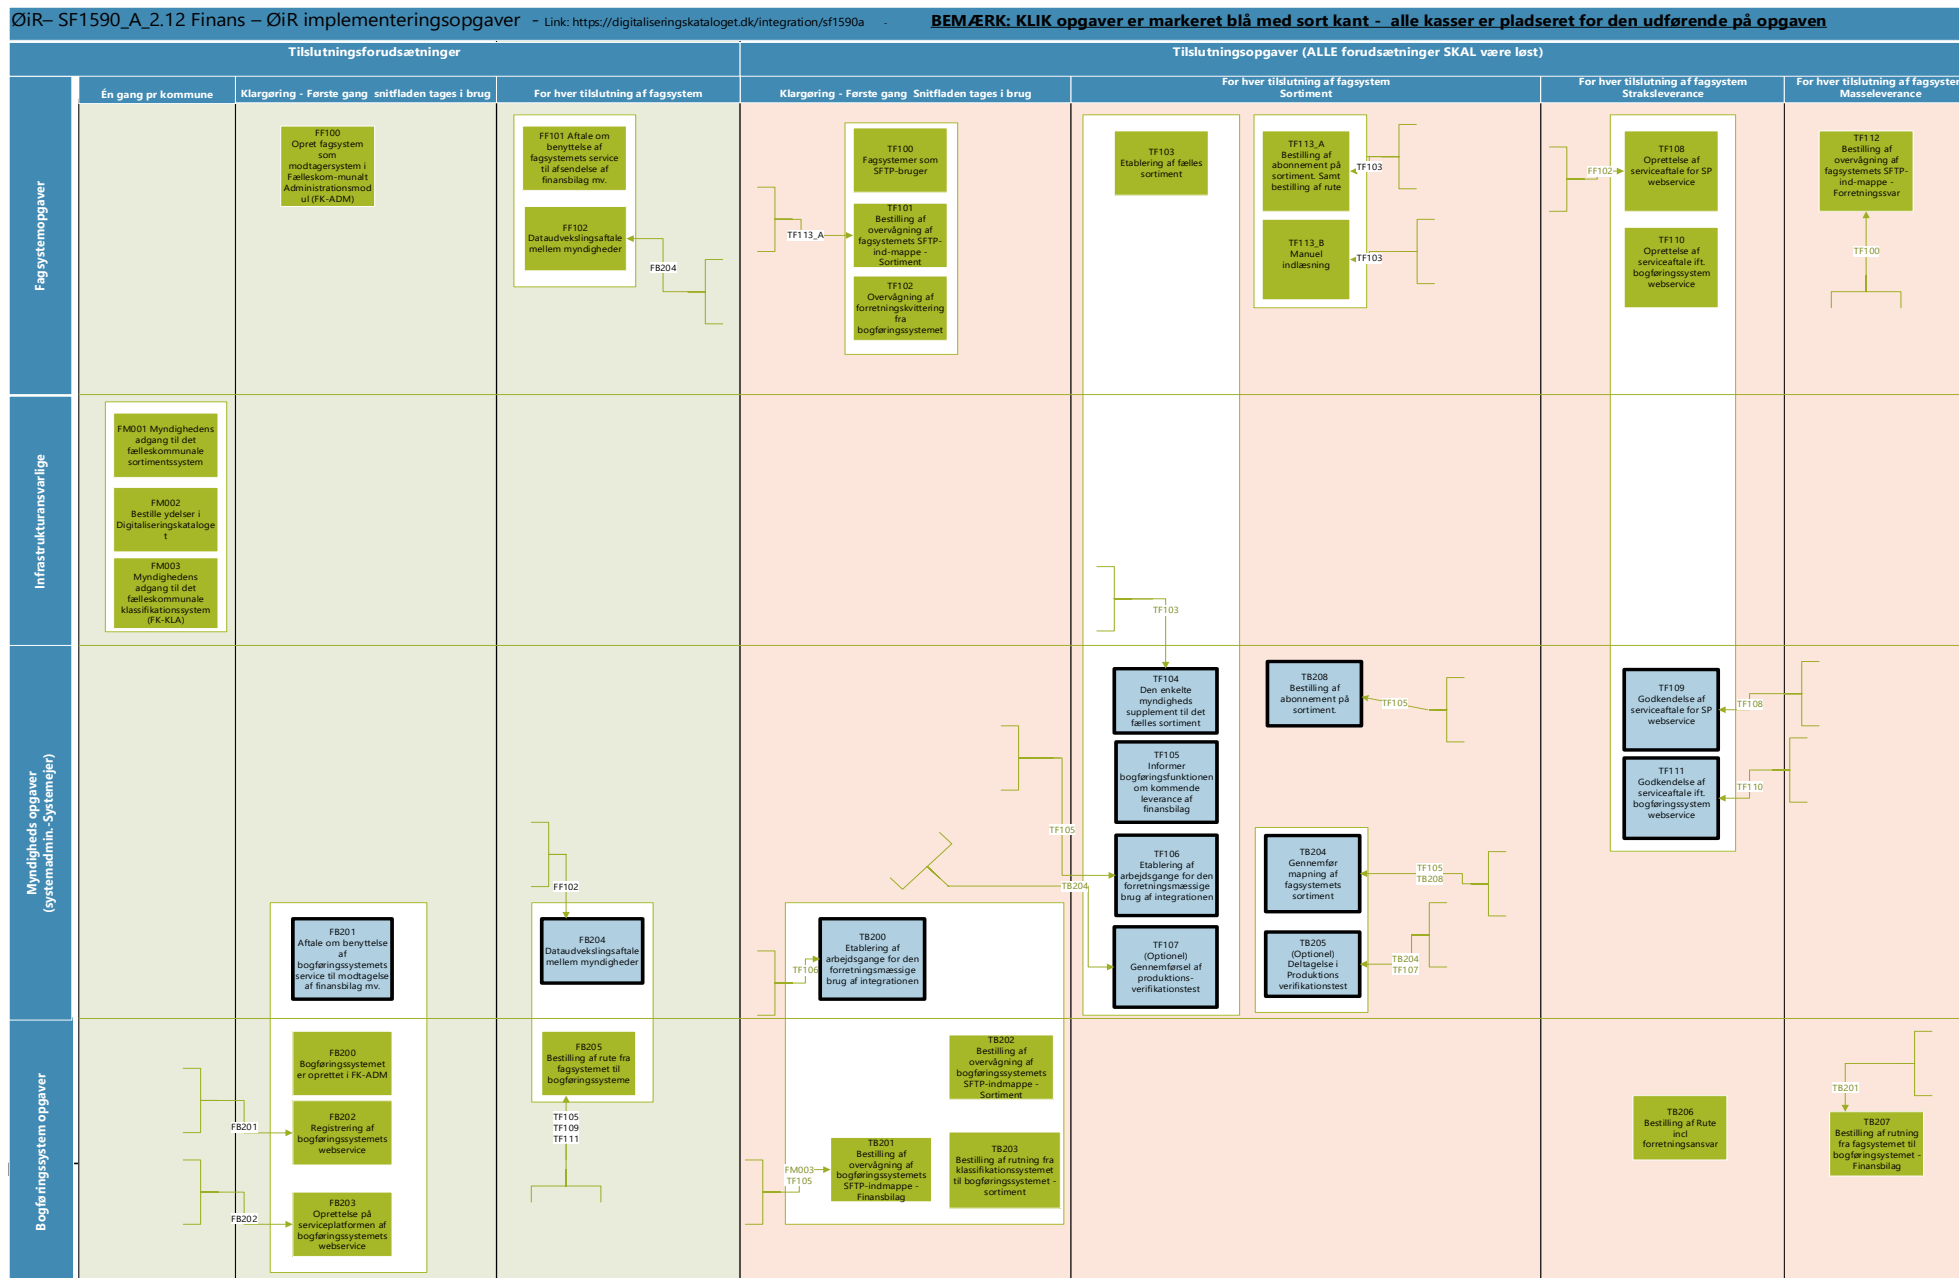 ØiR– SF1590_A_2.12 Finans – ØiR implementeringsopgaver - Link: https://digitaliseringskataloget.dk/integration/sf1590a - BEMÆRK: KLIK opgaver er markeret blå med sort kant - alle kasser er pladseret for den udførende på opgaven
Tilslutningsforudsætninger
Tilslutningsopgaver (ALLE forudsætninger SKAL være løst)
Én gang pr kommune
Klargøring - Første gang snitfladen tages i brug
For hver tilslutning af fagsystem
Klargøring - Første gang Snitfladen tages i brug
For hver tilslutning af fagsystem
Sortiment
For hver tilslutning af fagsystem
Straksleverance
For hver tilslutning af fagsystem
Masseleverance
Fagsystemopgaver
FF100
Opret fagsystem
som
modtagersystem i
Fælleskom-munalt
Administrationsmod
ul (FK-ADM)
FF101 Aftale om
benyttelse af
fagsystemets service
til afsendelse af
finansbilag mv.
FF102
Dataudvekslingsaftale
mellem myndigheder
FB204
TF100
Fagsystemer som
SFTP-bruger
TF101
Bestilling af
overvågning af
fagsystemets SFTP-
ind-mappe -
Sortiment
TF113_A
TF102
Overvågning af
forretningskvittering
fra
bogføringssystemet
TF103
Etablering af fælles
sortiment
TF113_A
Bestilling af
abonnement på
sortiment. Samt
bestilling af rute
TF103
TF113_B
Manuel
indlæsning
TF103
FF102
TF108
Oprettelse af
serviceaftale for SP
webservice
TF110
Oprettelse af
serviceaftale ift.
bogføringssystem
webservice
TF112
Bestilling af
overvågning af
fagsystemets SFTP-
ind-mappe -
Forretningssvar
TF100
Infrastrukturansvarlige
FM001 Myndighedens
adgang til det
fælleskommunale
sortimentssystem
FM002
Bestille ydelser i
Digitaliseringskataloge
t
FM003
Myndighedens
adgang til det
fælleskommunale
klassifikationssystem
(FK-KLA)
TF103
Myndigheds opgaver
(systemadmin.-Systemejer)
TF104
Den enkelte
myndigheds
supplement til det
fælles sortiment
TF105
Informer
bogføringsfunktionen
om kommende
leverance af
finansbilag
TF105
TF106
Etablering af
arbejdsgange for den
forretningsmæssige
brug af integrationen
TB204
TF107
(Optionel)
Gennemførsel af
produktions-
verifikationstest
TB208
Bestilling af
abonnement på
sortiment.
TF105
TB204
Gennemfør
mapning af
fagsystemets
sortiment
TF105
TB208
TB205
(Optionel)
Deltagelse i
Produktions
verifikationstest
TB204
TF107
TF109
Godkendelse af
serviceaftale for SP
webservice
TF108
TF111
Godkendelse af
serviceaftale ift.
bogføringssystem
webservice
TF110
FB201
Aftale om benyttelse
af
bogføringssystemets
service til modtagelse
af finansbilag mv.
FF102
FB204
Dataudvekslingsaftale
mellem myndigheder
TF106
TB200
Etablering af
arbejdsgange for den
forretningsmæssige
brug af integrationen
Bogføringssystem opgaver
FB200
Bogføringssystemet
er oprettet i FK-ADM
FB201
FB202
Registrering af
bogføringssystemets
webservice
FB202
FB203
Oprettelse på
serviceplatformen af
bogføringssystemets
webservice
FB205
Bestilling af rute fra
fagsystemet til
bogføringssysteme
TF105
TF109
TF111
TB202
Bestilling af
overvågning af
bogføringssystemets
SFTP-indmappe -
Sortiment
FM003
TF105
TB201
Bestilling af
overvågning af
bogføringssystemets
SFTP-indmappe -
Finansbilag
TB203
Bestilling af rutning fra
klassifikationssystemet
til bogføringssystemet -
sortiment
TB206
Bestilling af Rute
incl
forretningsansvar
TB201
TB207
Bestilling af rutning
fra fagsystemet til
bogføringsystemet -
Finansbilag